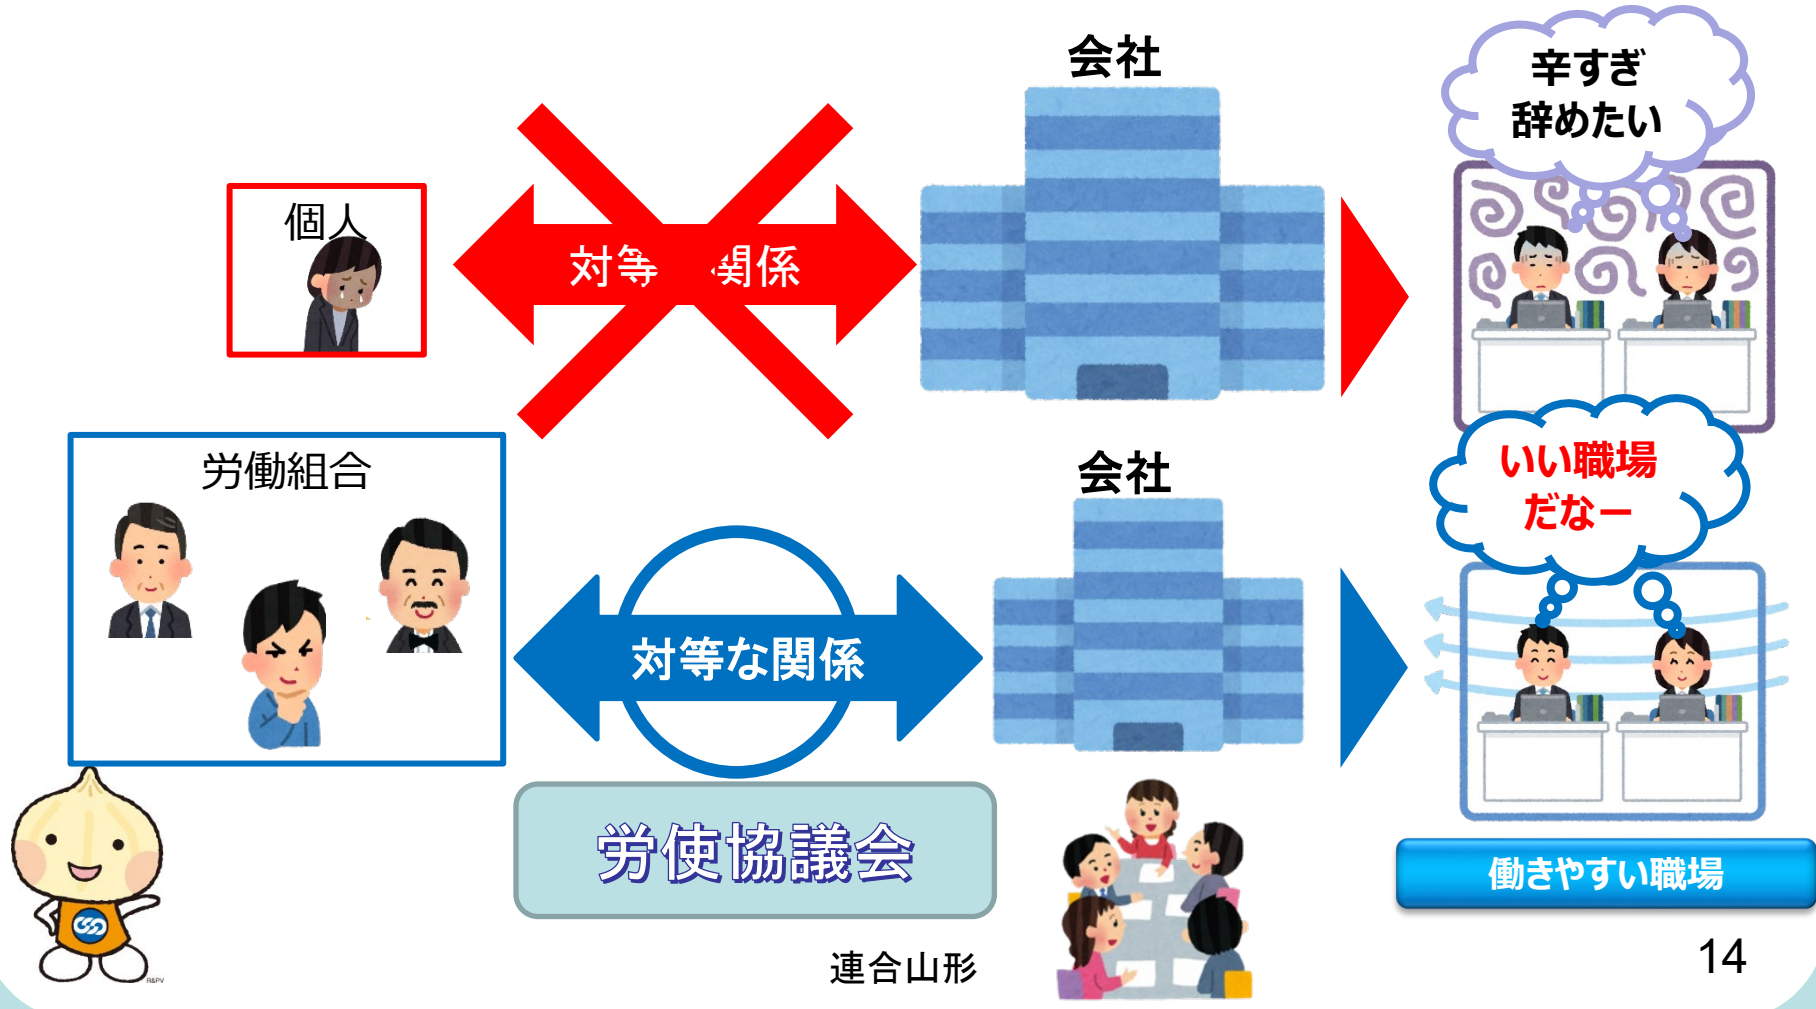 会社
辛すぎ
辞めたい
個人
対等 関係
労働組合
会社
いい職場
だなー
対等な関係
労使協議会
働きやすい職場
連合山形
14
R&PV